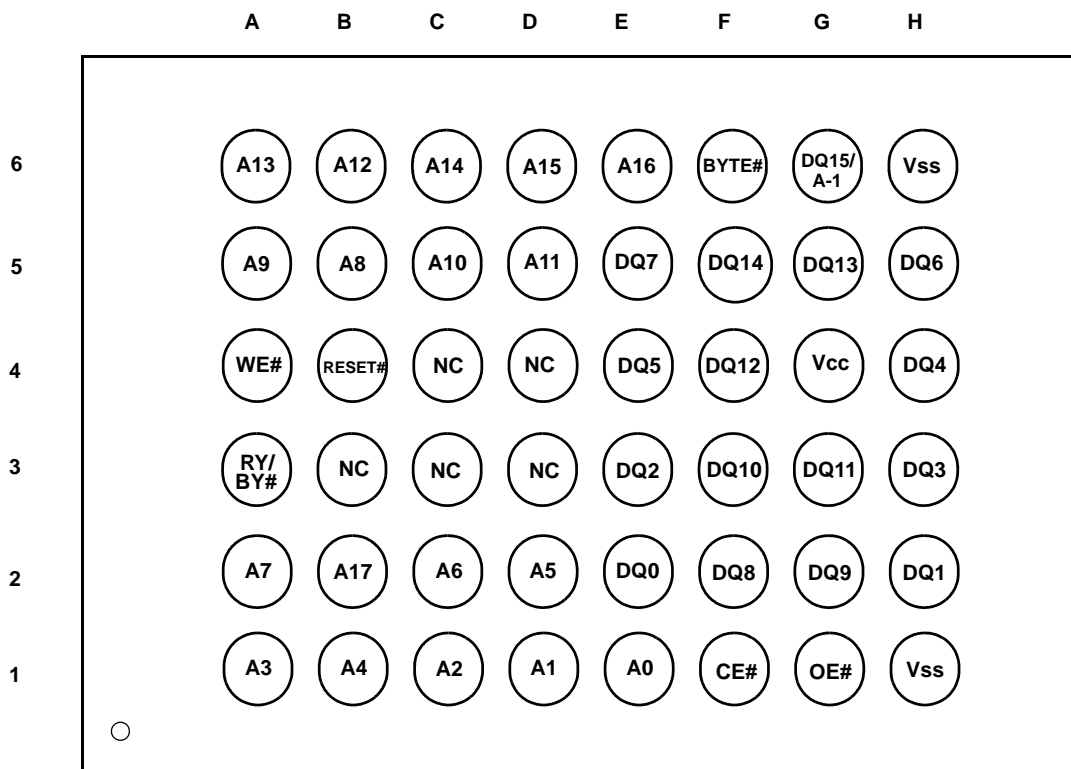 A B C D E F G H
6 A13 A12 A14 A15 A16 BYTE# DQ15/ A-1 Vss
5 A9 A8 A10 A11 DQ7 DQ14 DQ13 DQ6
4 WE# RESET# NC NC DQ5 DQ12 Vcc DQ4
3 RY/ BY# NC NC NC DQ2 DQ10 DQ11 DQ3
2 A7 A17 A6 A5 DQ0 DQ8 DQ9 DQ1
1 A3 A4 A2 A1 A0 CE# OE# Vss